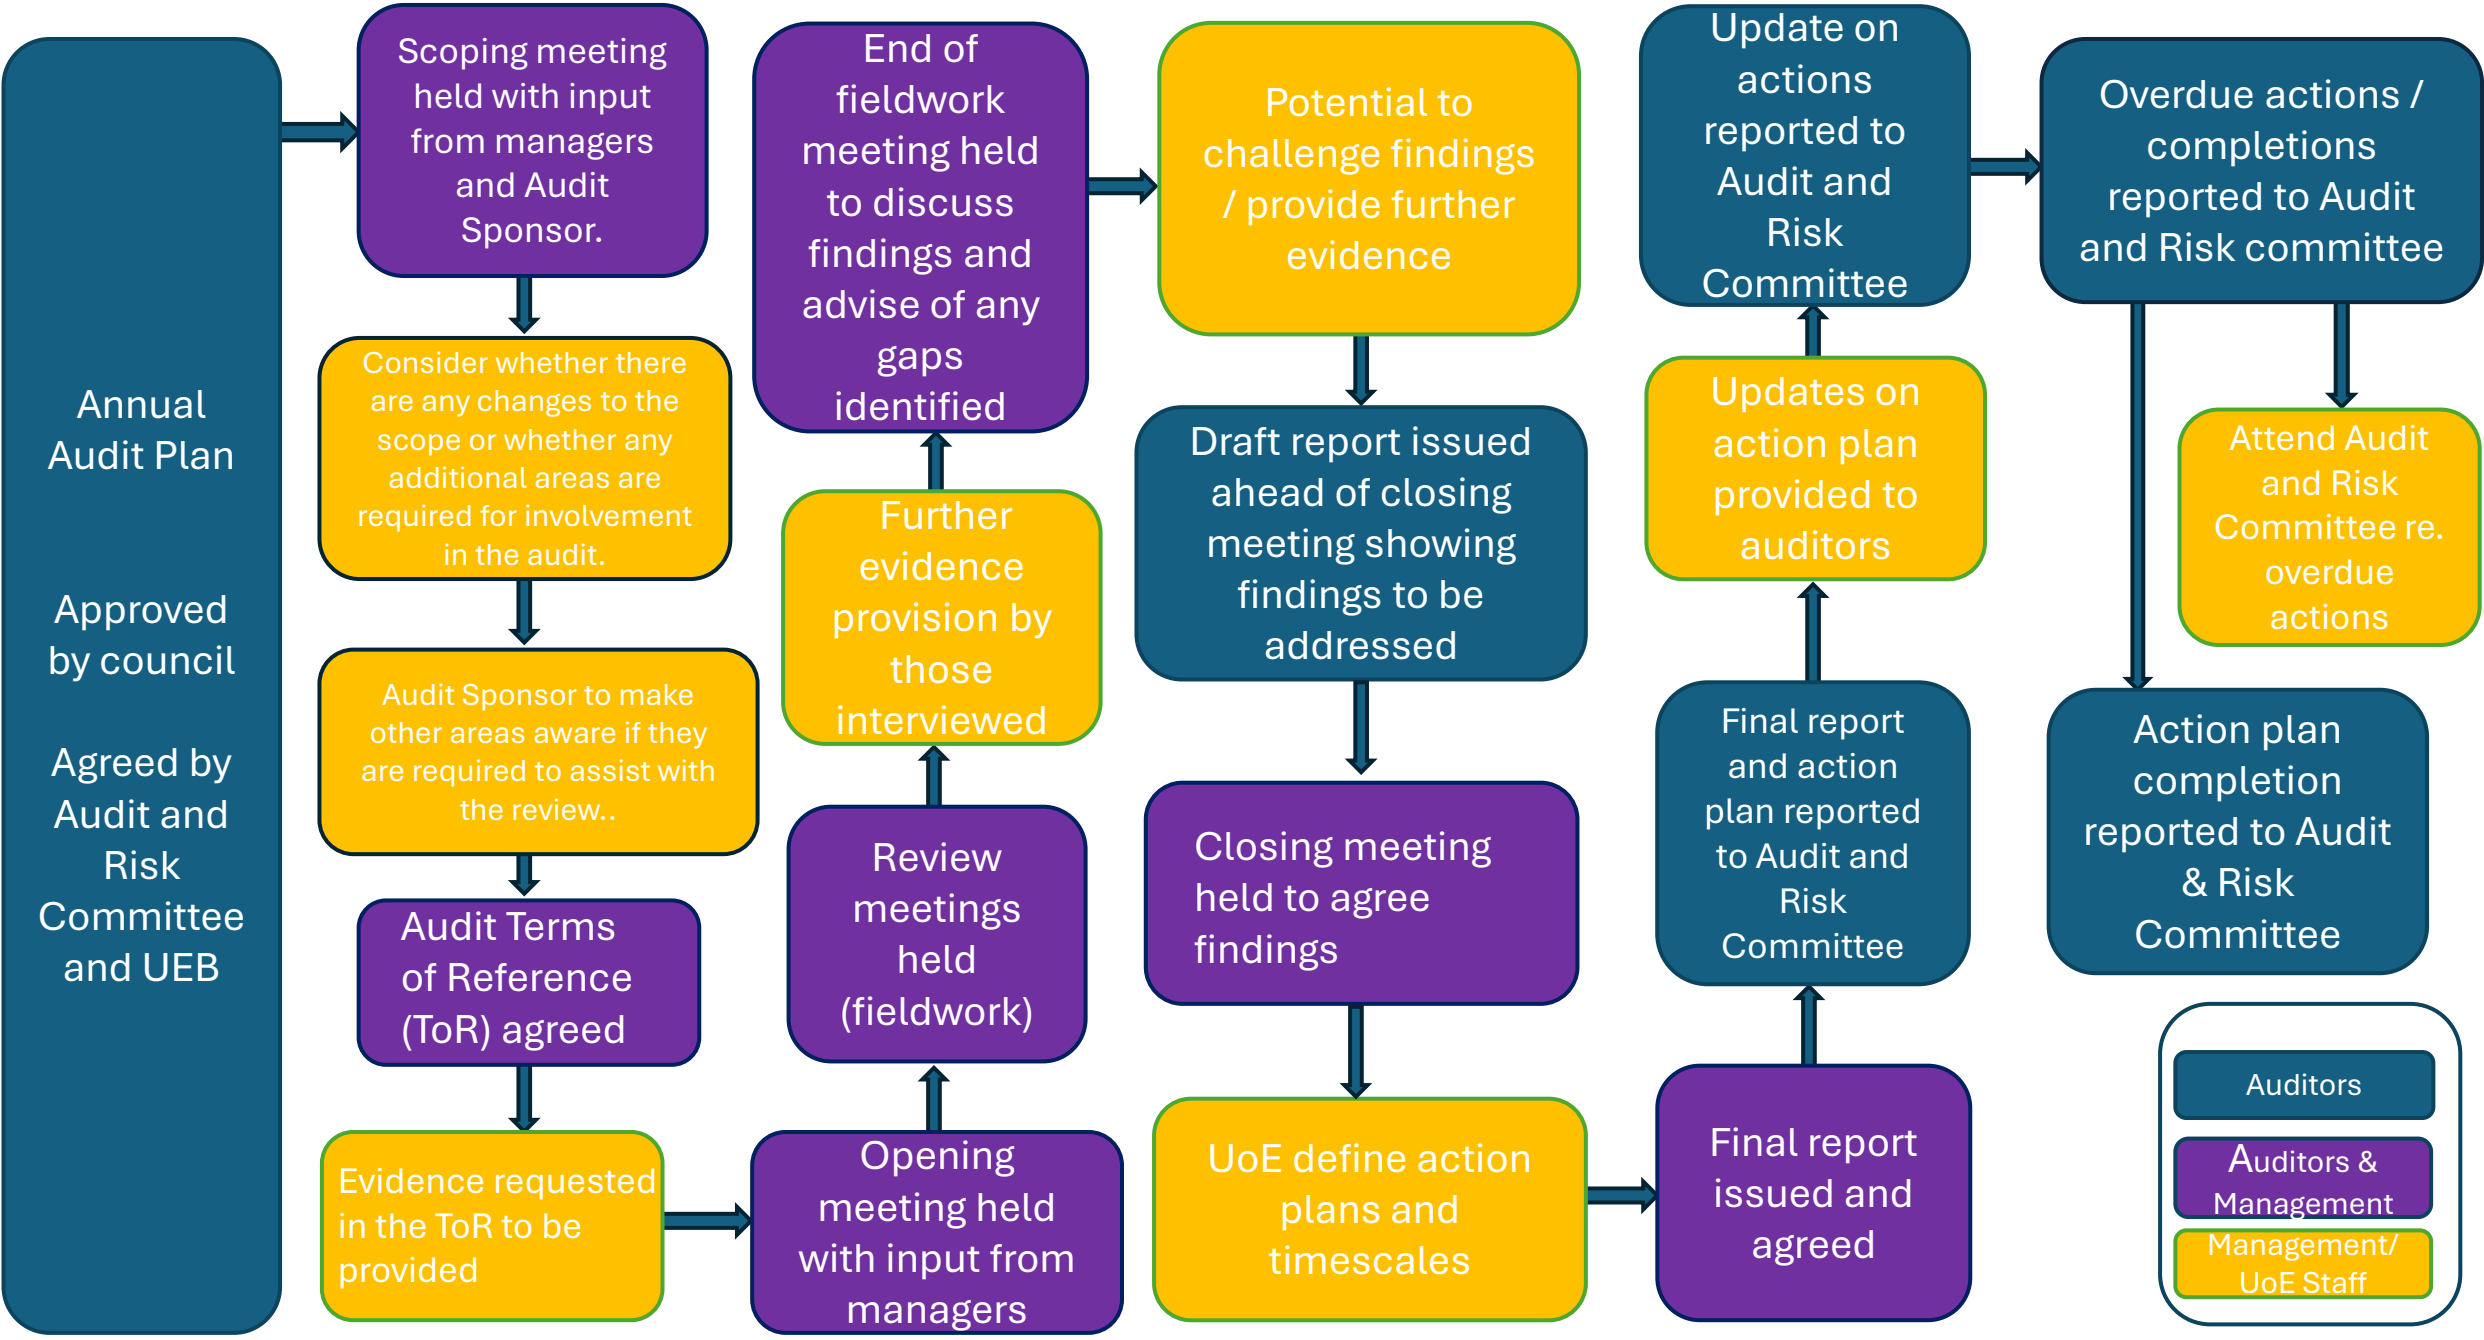 Annual
Audit Plan
Approved
by council
Agreed by
Audit and
Risk
Committee
and UEB
Scoping meeting
held with input
from managers
and Audit
Sponsor.
Consider whether there
are any changes to the
scope or whether any
additional areas are
required for involvement
in the audit.
Audit Sponsor to make
other areas aware if they
are required to assist with
the review..
Audit Terms
of Reference
(ToR) agreed
Evidence requested
in the ToR to be
provided
Opening
meeting held
with input from
managers
Review
meetings
held
(fieldwork)
Further
evidence
provision by
those
interviewed
End of
fieldwork
meeting held
to discuss
findings and
advise of any
gaps
identified
Potential to
challenge findings
/ provide further
evidence
Draft report issued
ahead of closing
meeting showing
findings to be
addressed
Closing meeting
held to agree
findings
UoE define action
plans and
timescales
Final report
issued and
agreed
Final report
and action
plan reported
to Audit and
Risk
Committee
Updates on
action plan
provided to
auditors
Update on
actions
reported to
Audit and
Risk
Committee
Overdue actions /
completions
reported to Audit
and Risk committee
Attend Audit
and Risk
Committee re.
overdue
actions
Action plan
completion
reported to Audit
& Risk
Committee
Auditors
Auditors &
Management
Management/
UoE Staff